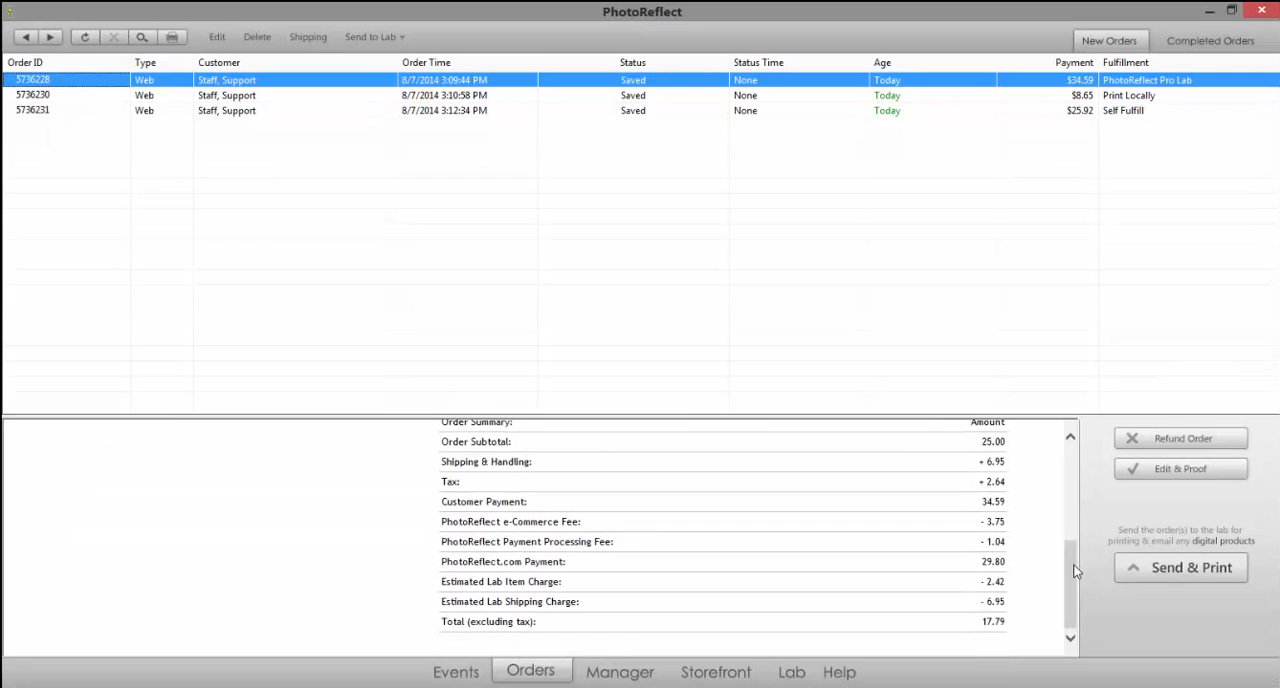 PhotoReflect
Edit Delete Shipping Send to Lab New Orders Completed Orders
Order ID Type Customer Order Time Status Status Time Age Payment Fulfillment
5736228 Web Staff, Support 8/7/2014 3:09:44 PM Saved None Today $34.59 PhotoReflect Pro Lab
5736230 Web Staff, Support 8/7/2014 3:10:58 PM Saved None Today $8.65 Print Locally
5736231 Web Staff, Support 8/7/2014 3:12:34 PM Saved None Today $25.92 Self Fulfill
Order Summary: Amount
Order Subtotal: 25.00
Shipping & Handling: + 6.95
Tax: + 2.64
Customer Payment: 34.59
PhotoReflect e-Commerce Fee: - 3.75
PhotoReflect Payment Processing Fee: - 1.04
PhotoReflect.com Payment: 29.80
Estimated Lab Item Charge: - 2.42
Estimated Lab Shipping Charge: - 6.95
Total (excluding tax): 17.79
Refund Order
Edit & Proof
Send the order(s) to the lab for
printing & email any digital products
Send & Print
Events Orders Manager Storefront Lab Help